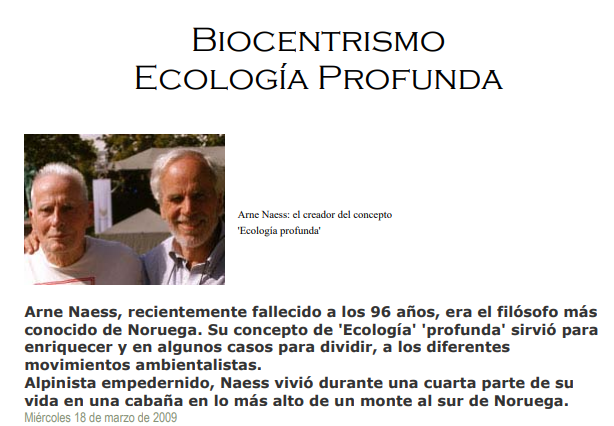 Biocentrismo
Ecología Profunda
Arne Naess: el creador del concepto
'Ecología profunda'
Arne Naess, recientemente fallecido a los 96 años, era el filósofo más
conocido de Noruega. Su concepto de 'Ecología' 'profunda' sirvió para
enriquecer y en algunos casos para dividir, a los diferentes
movimientos ambientalistas.
Alpinista empedernido, Naess vivió durante una cuarta parte de su
vida en una cabaña en lo más alto de un monte al sur de Noruega.
Miércoles 18 de marzo de 2009